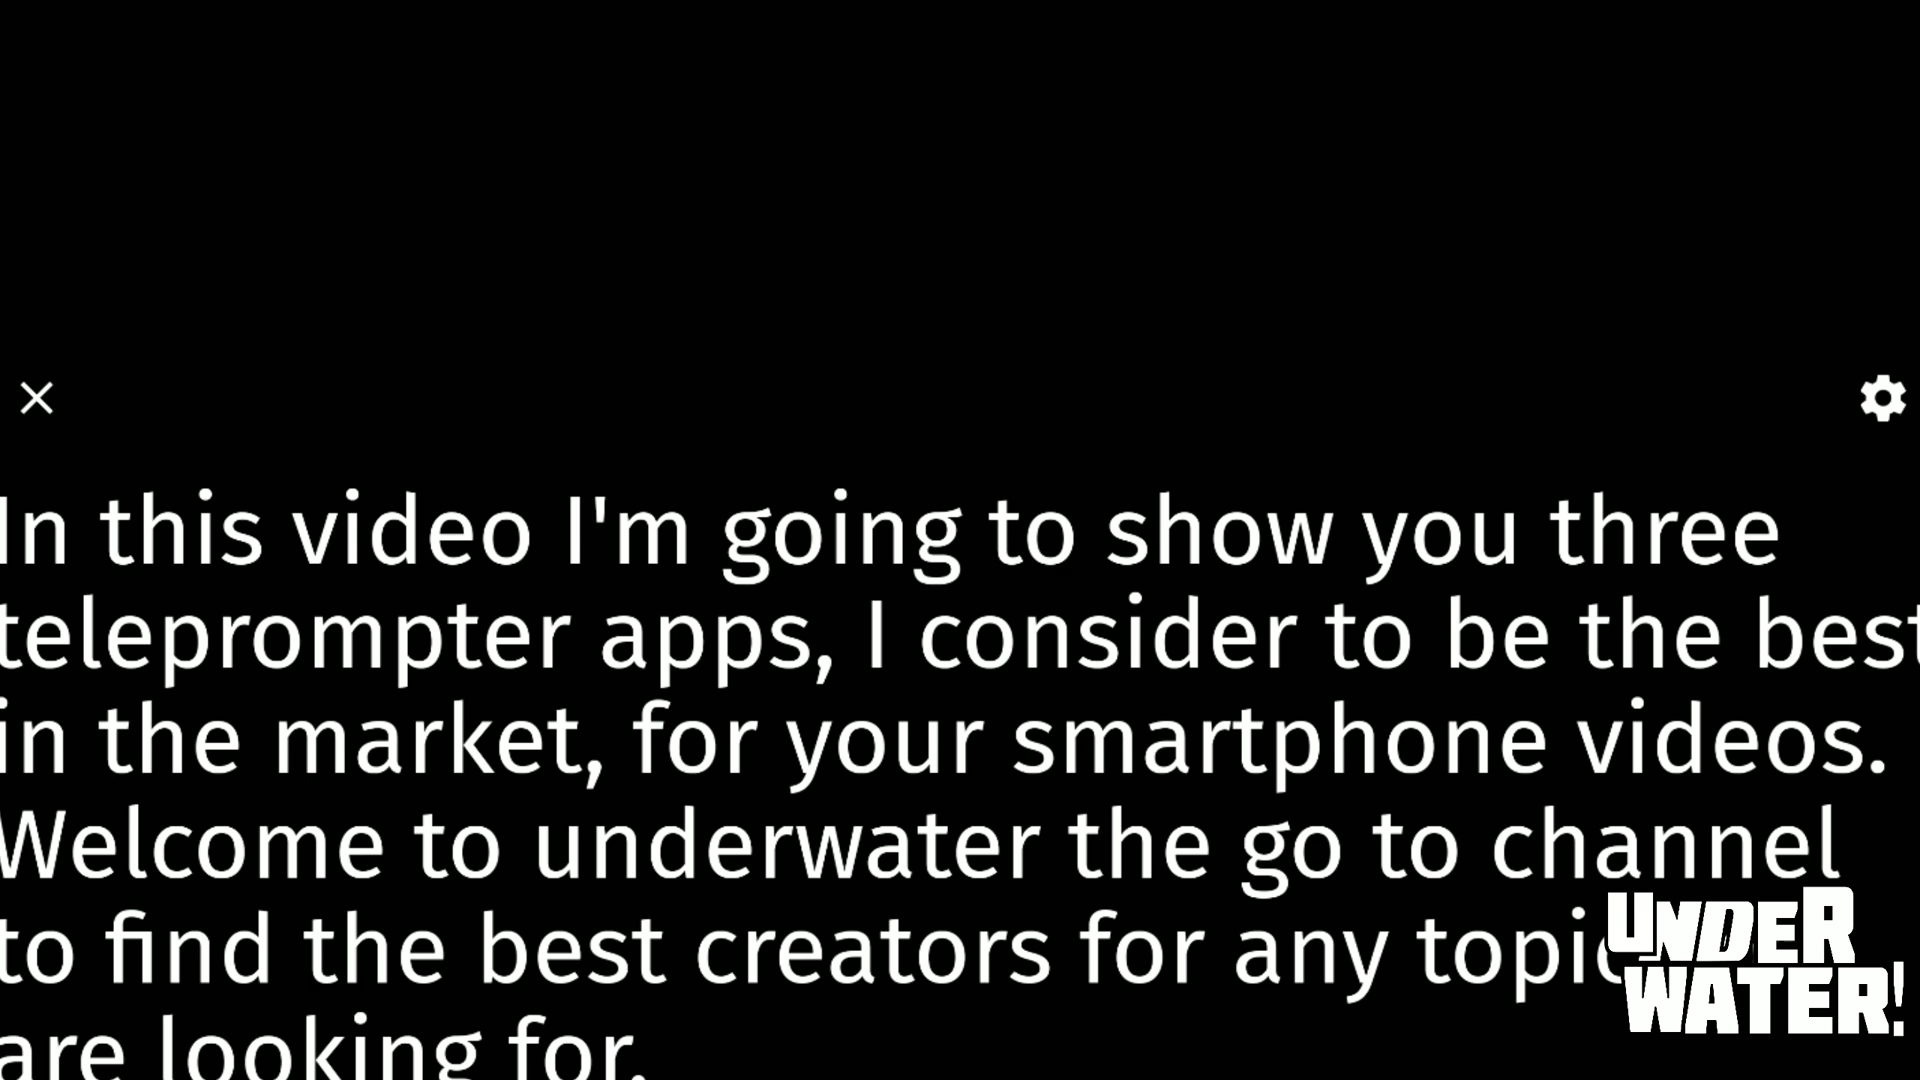 In this video I'm going to show you three
teleprompter apps, I consider to be the best
in the market, for your smartphone videos.
Welcome to underwater the go to channel
to find the best creators for any topic
are looking for.
UNDER
WATER!